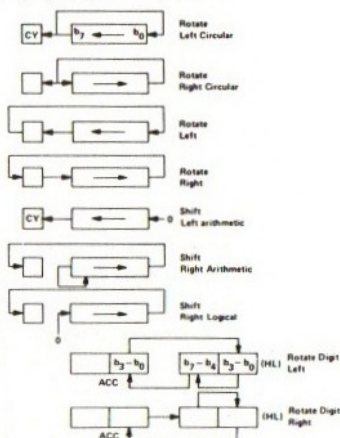 CY b7 b0 Rotate
Left Circular
Rotate
Right Circular
Rotate
Left
Rotate
Right
CY 0 Shift
Left arithmetic
Shift
Right Arithmetic
Shift
Right Logical
0
b3-b0 b7-b4 b3-b0 (HL) Rotate Digit
Left
ACC
(HL) Rotate Digit
Right
ACC